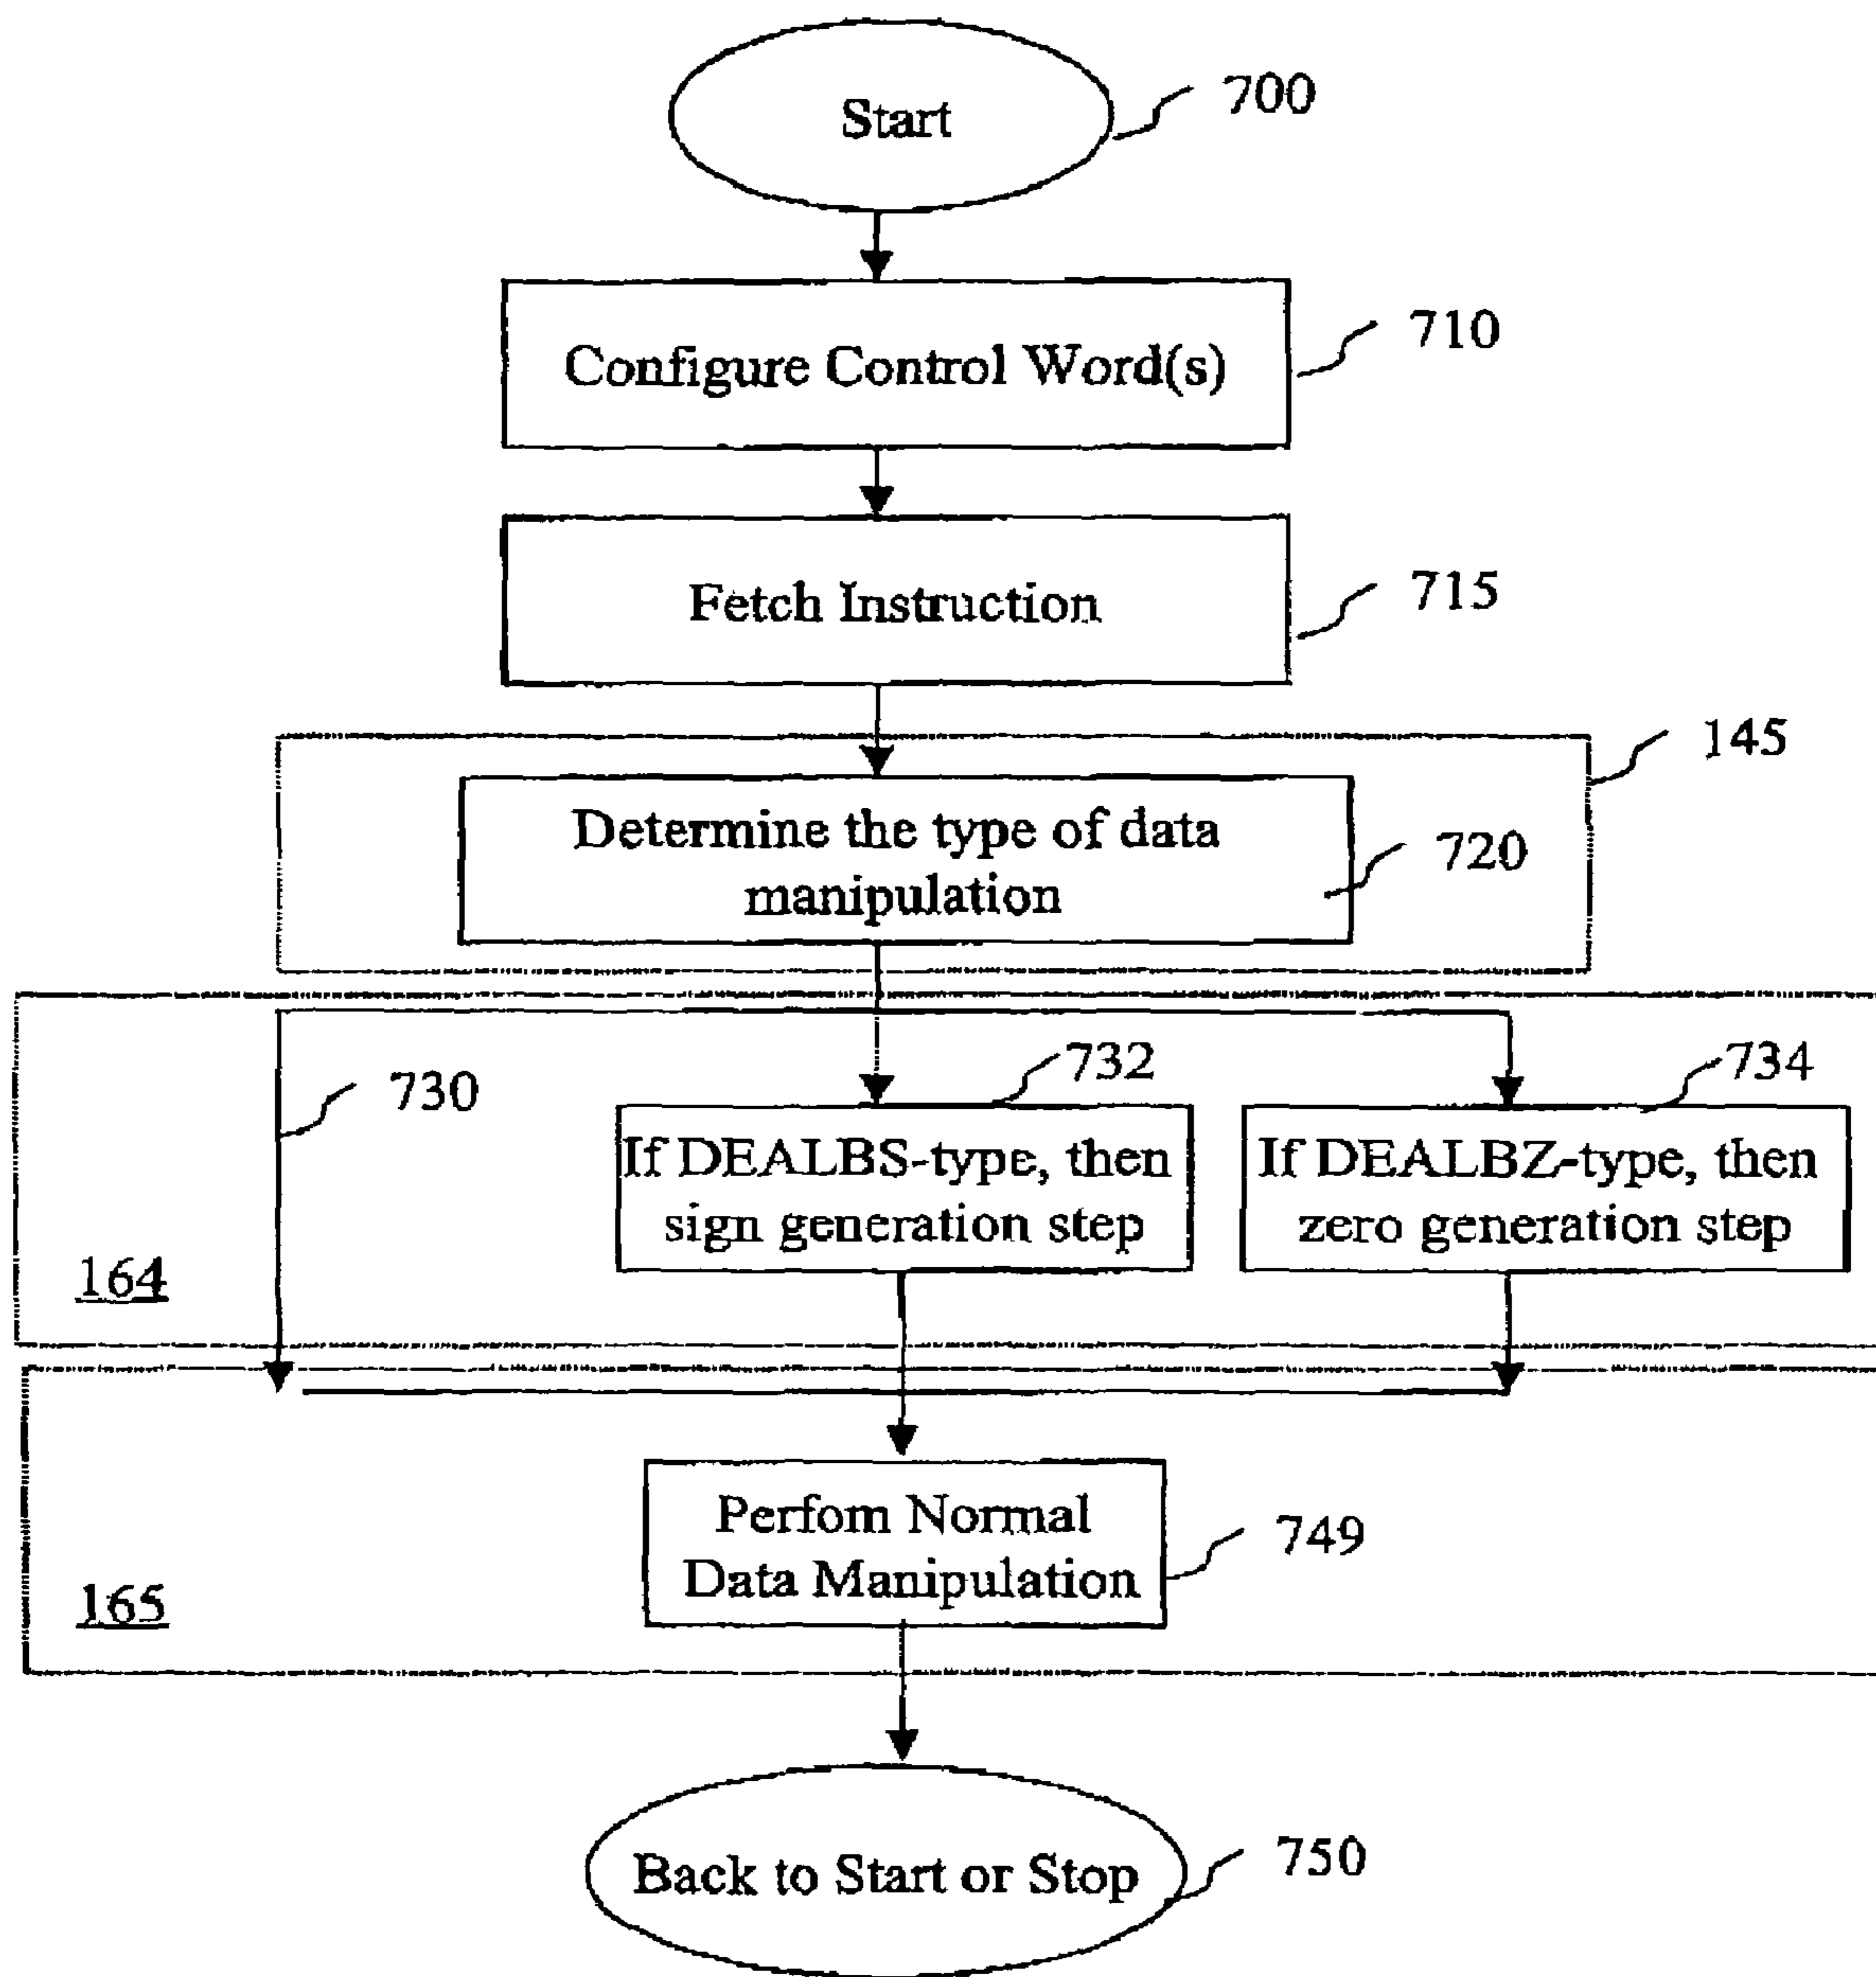 Start
700
Configure Control Word(s)
710
Fetch Instruction
715
145
Determine the type of data
manipulation
720
730
732
734
If DEALBS-type, then
sign generation step
If DEALBZ-type, then
zero generation step
164
Perfom Normal
Data Manipulation
749
165
Back to Start or Stop
750